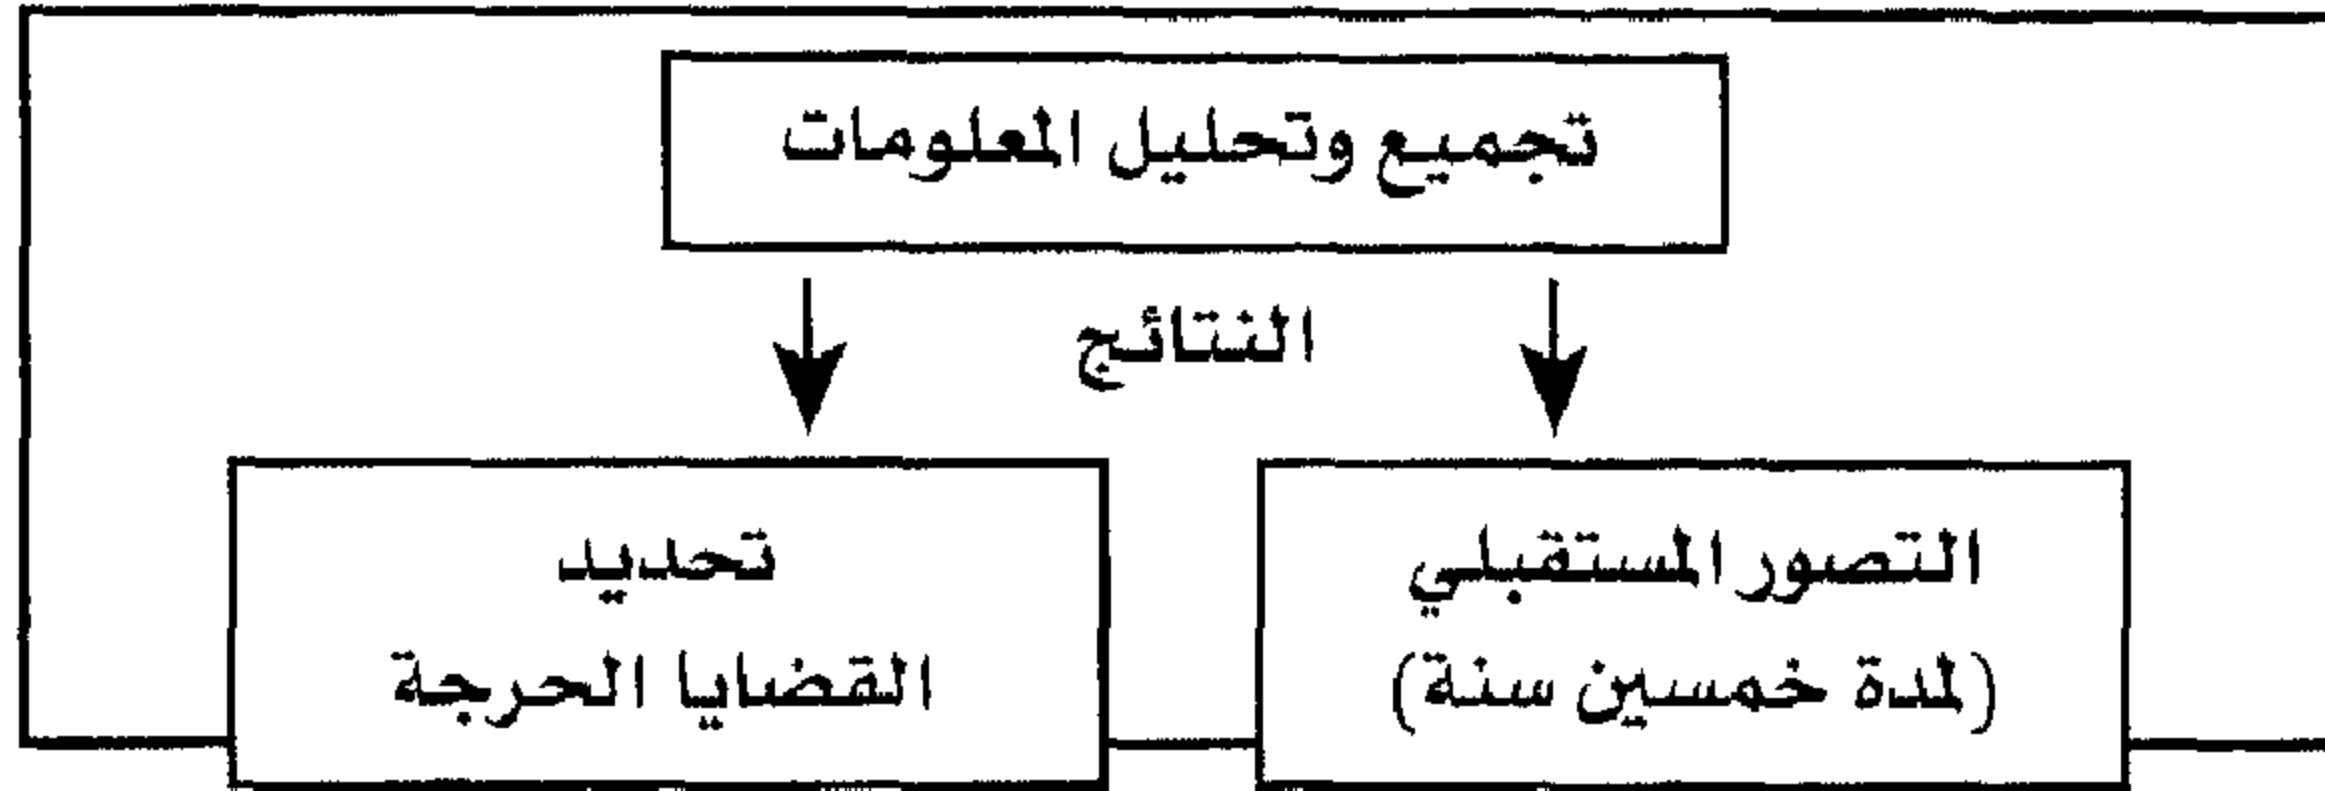 تجميع وتحليل المعلومات
النتائج
التصور المستقبلي
(لمدة خمسين سنة)
تحديد
القضايا الحرجة